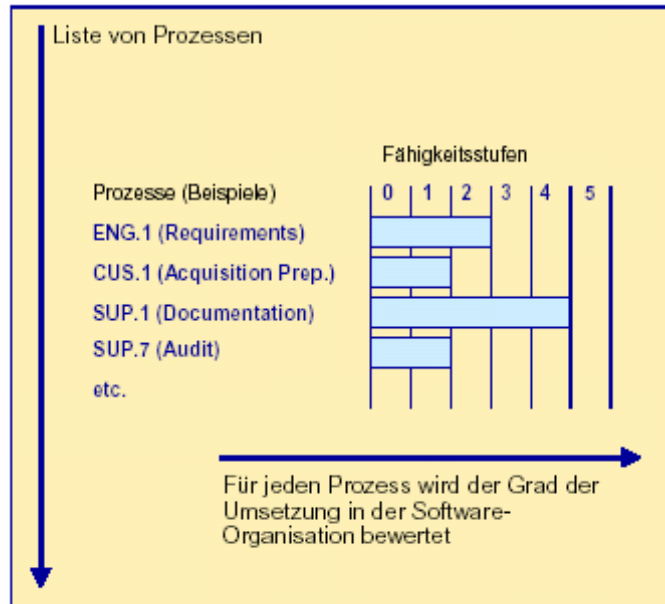 Liste von Prozessen
Fähigkeitsstufen
Prozesse (Beispiele) 0 1 2 3 4 5
ENG.1 (Requirements)
CUS.1 (Acquisition Prep.)
SUP.1 (Documentation)
SUP.7 (Audit)
etc.
Für jeden Prozess wird der Grad der
Umsetzung in der Software-
Organisation bewertet